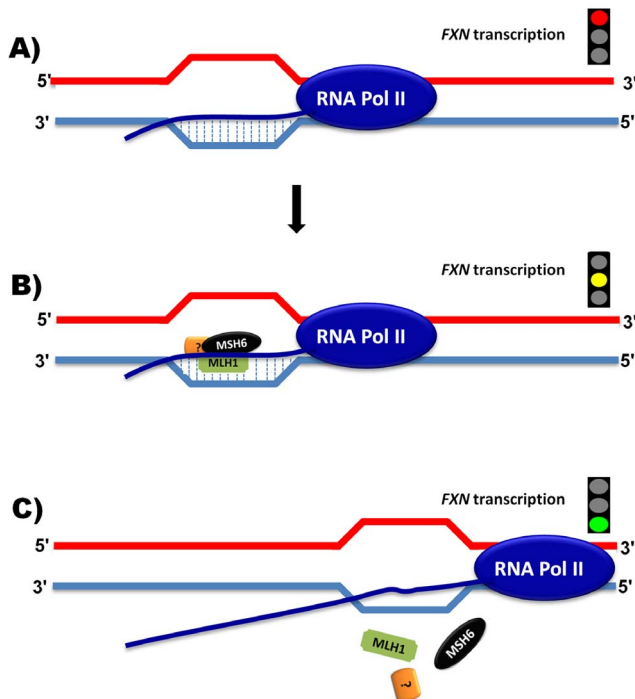 FXN transcription
A)
5'
3'
RNA Pol II
3'
5'
FXN transcription
B)
5'
3'
RNA Pol II
? MSH6
3'
5'
MLH1
FXN transcription
C)
5'
3'
RNA Pol II
3'
5'
MLH1
MSH6
?